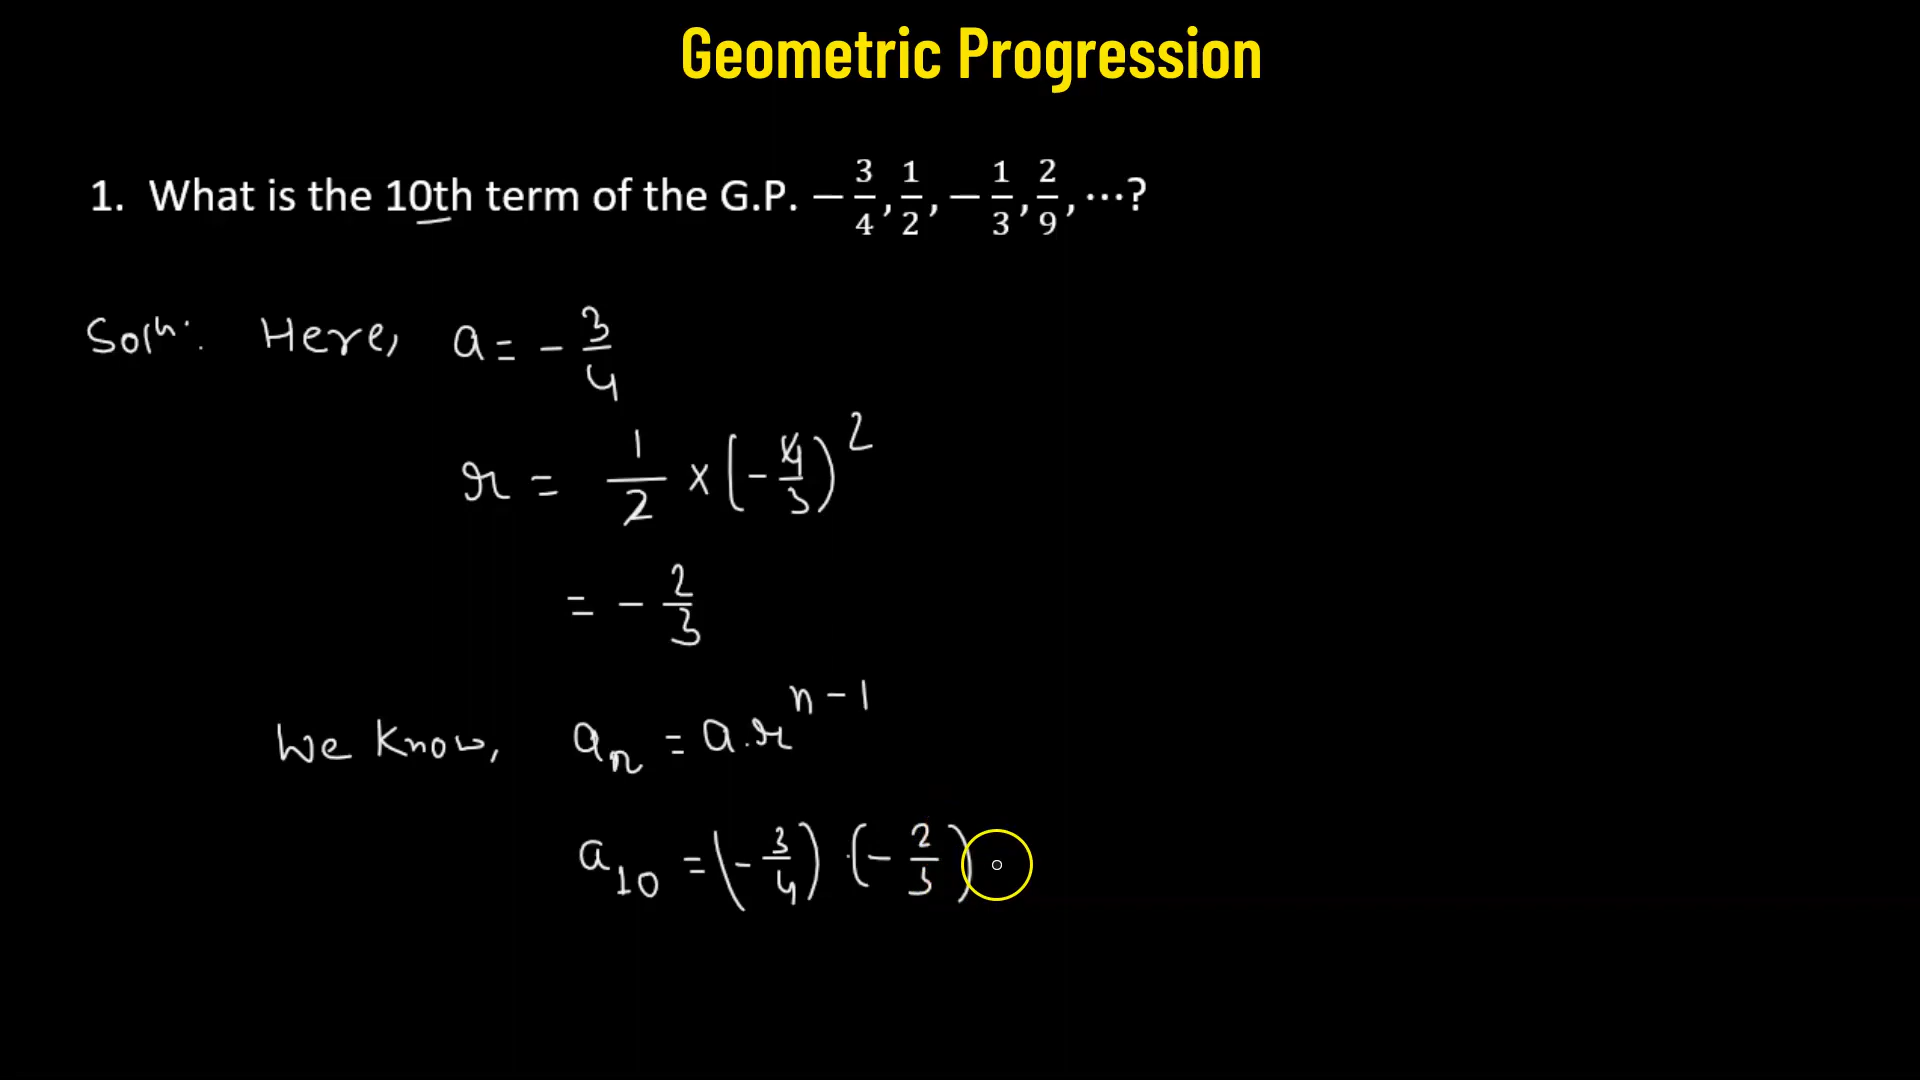 Geometric Progression
1. What is the 10th term of the G.P. −3/4, 1/2, −1/3, 2/9, ⋯?
Soln: Here, a = - 3/4
r = 1/2 × (- 4/3) 2
= - 2/3
We Know, aₙ = a.rⁿ⁻¹
a₁₀ = (- 3/4) · (- 2/3)